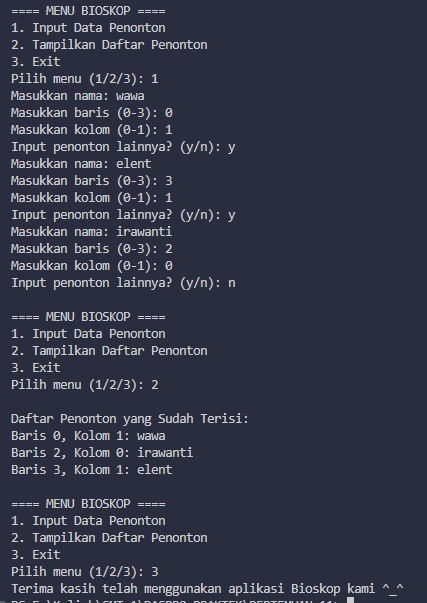 ==== MENU BIOSKOP ====
1. Input Data Penonton
2. Tampilkan Daftar Penonton
3. Exit
Pilih menu (1/2/3): 1
Masukkan nama: wawa
Masukkan baris (0-3): 0
Masukkan kolom (0-1): 1
Input penonton lainnya? (y/n): y
Masukkan nama: elent
Masukkan baris (0-3): 3
Masukkan kolom (0-1): 1
Input penonton lainnya? (y/n): y
Masukkan nama: irawanti
Masukkan baris (0-3): 2
Masukkan kolom (0-1): 0
Input penonton lainnya? (y/n): n
==== MENU BIOSKOP ====
1. Input Data Penonton
2. Tampilkan Daftar Penonton
3. Exit
Pilih menu (1/2/3): 2
Daftar Penonton yang Sudah Terisi:
Baris 0, Kolom 1: wawa
Baris 2, Kolom 0: irawanti
Baris 3, Kolom 1: elent
==== MENU BIOSKOP ====
1. Input Data Penonton
2. Tampilkan Daftar Penonton
3. Exit
Pilih menu (1/2/3): 3
Terima kasih telah menggunakan aplikasi Bioskop kami ^_^